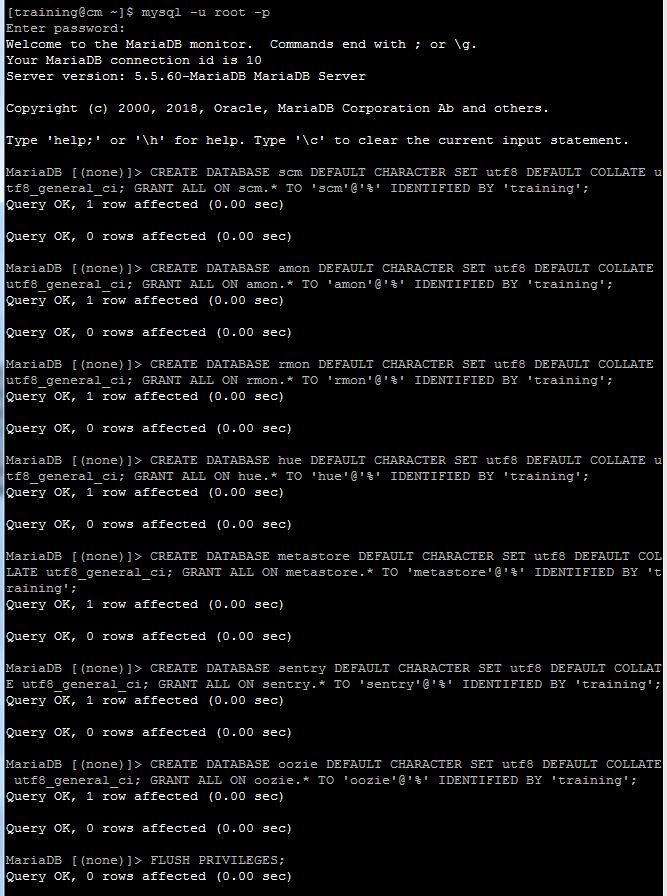 [training@cm ~]$ mysql -u root -p
Enter password:
Welcome to the MariaDB monitor.  Commands end with ; or \g.
Your MariaDB connection id is 10
Server version: 5.5.60-MariaDB MariaDB Server
Copyright (c) 2000, 2018, Oracle, MariaDB Corporation Ab and others.
Type 'help;' or '\h' for help. Type '\c' to clear the current input statement.
MariaDB [(none)]> CREATE DATABASE scm DEFAULT CHARACTER SET utf8 DEFAULT COLLATE u
tf8_general_ci; GRANT ALL ON scm.* TO 'scm'@'%' IDENTIFIED BY 'training';
Query OK, 1 row affected (0.00 sec)
Query OK, 0 rows affected (0.00 sec)
MariaDB [(none)]> CREATE DATABASE amon DEFAULT CHARACTER SET utf8 DEFAULT COLLATE
utf8_general_ci; GRANT ALL ON amon.* TO 'amon'@'%' IDENTIFIED BY 'training';
Query OK, 1 row affected (0.00 sec)
Query OK, 0 rows affected (0.00 sec)
MariaDB [(none)]> CREATE DATABASE rmon DEFAULT CHARACTER SET utf8 DEFAULT COLLATE
utf8_general_ci; GRANT ALL ON rmon.* TO 'rmon'@'%' IDENTIFIED BY 'training';
Query OK, 1 row affected (0.00 sec)
Query OK, 0 rows affected (0.00 sec)
MariaDB [(none)]> CREATE DATABASE hue DEFAULT CHARACTER SET utf8 DEFAULT COLLATE u
tf8_general_ci; GRANT ALL ON hue.* TO 'hue'@'%' IDENTIFIED BY 'training';
Query OK, 1 row affected (0.00 sec)
Query OK, 0 rows affected (0.00 sec)
MariaDB [(none)]> CREATE DATABASE metastore DEFAULT CHARACTER SET utf8 DEFAULT COL
LATE utf8_general_ci; GRANT ALL ON metastore.* TO 'metastore'@'%' IDENTIFIED BY 't
raining';
Query OK, 1 row affected (0.00 sec)
Query OK, 0 rows affected (0.00 sec)
MariaDB [(none)]> CREATE DATABASE sentry DEFAULT CHARACTER SET utf8 DEFAULT COLLAT
E utf8_general_ci; GRANT ALL ON sentry.* TO 'sentry'@'%' IDENTIFIED BY 'training';
Query OK, 1 row affected (0.00 sec)
Query OK, 0 rows affected (0.00 sec)
MariaDB [(none)]> CREATE DATABASE oozie DEFAULT CHARACTER SET utf8 DEFAULT COLLATE
 utf8_general_ci; GRANT ALL ON oozie.* TO 'oozie'@'%' IDENTIFIED BY 'training';
Query OK, 1 row affected (0.00 sec)
Query OK, 0 rows affected (0.00 sec)
MariaDB [(none)]> FLUSH PRIVILEGES;
Query OK, 0 rows affected (0.00 sec)